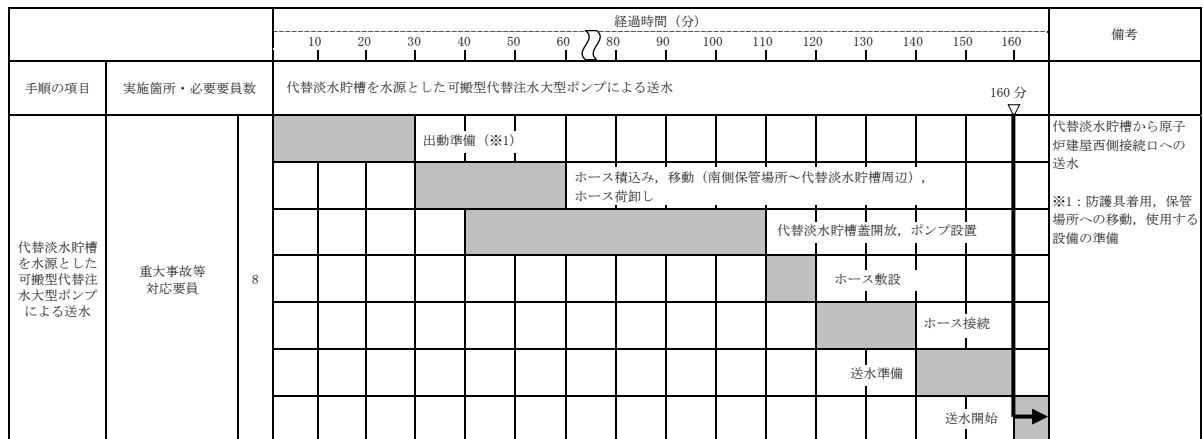 経過時間（分）
備考
10 20 30 40 50 60 80 90 100 110 120 130 140 150 160
手順の項目
実施箇所・必要要員数
代替淡水貯槽を水源とした可搬型代替注水大型ポンプによる送水
160 分
代替淡水貯槽
を水源とした
可搬型代替注
水大型ポンプ
による送水
重大事故等
対応要員
8
出動準備（※1）
ホース積込み，移動（南側保管場所～代替淡水貯槽周辺），
ホース荷卸し
代替淡水貯槽蓋開放，ポンプ設置
ホース敷設
ホース接続
送水準備
送水開始
代替淡水貯槽から原子
炉建屋西側接続口への
送水
※1：防護具着用，保管
場所への移動，使用する
設備の準備